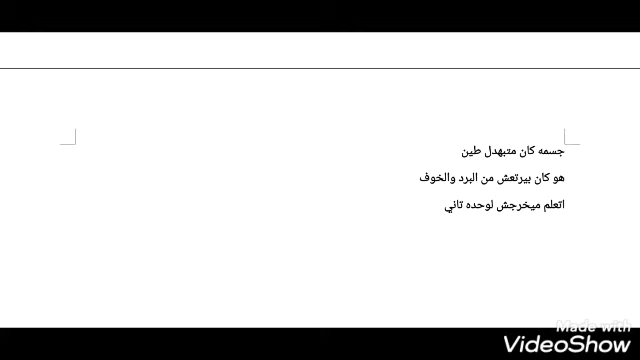 جسمه كان متبهدل طين
هو كان بيرتعش من البرد والخوف
اتعلم ميخرجش لوحده تاني
Made with
VideoShow